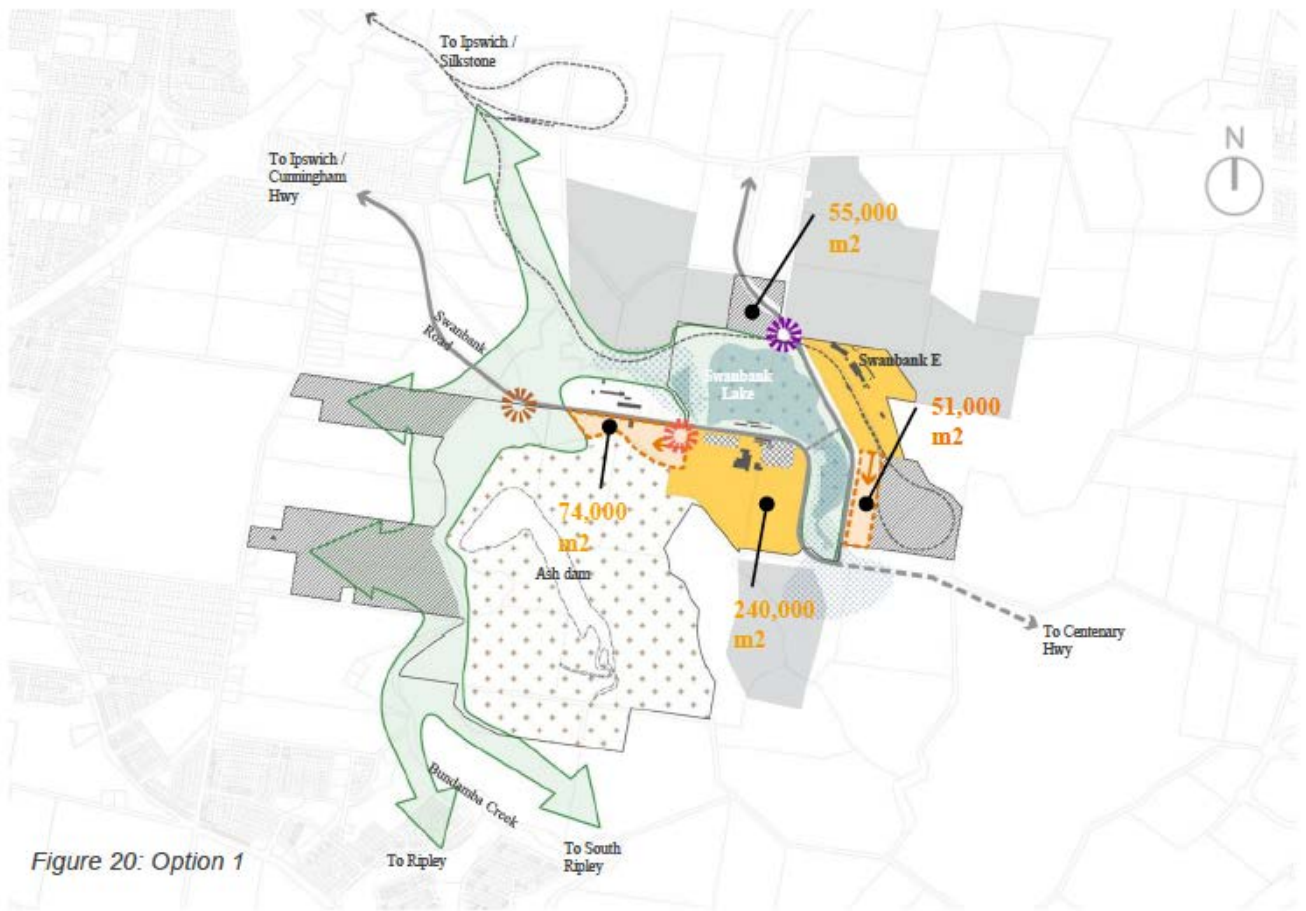 To Ipswich /
Silkstone
N
To Ipswich /
Cunningham
Hwy
55,000
m2
Swanbank
Road
Swanbank E
Swanbank
Lake
51,000
m2
74,000
m2
Ash dam
240,000
m2
To Centenary
Hwy
Bundamba Creek
To Ripley
To South
Ripley
Figure 20: Option 1